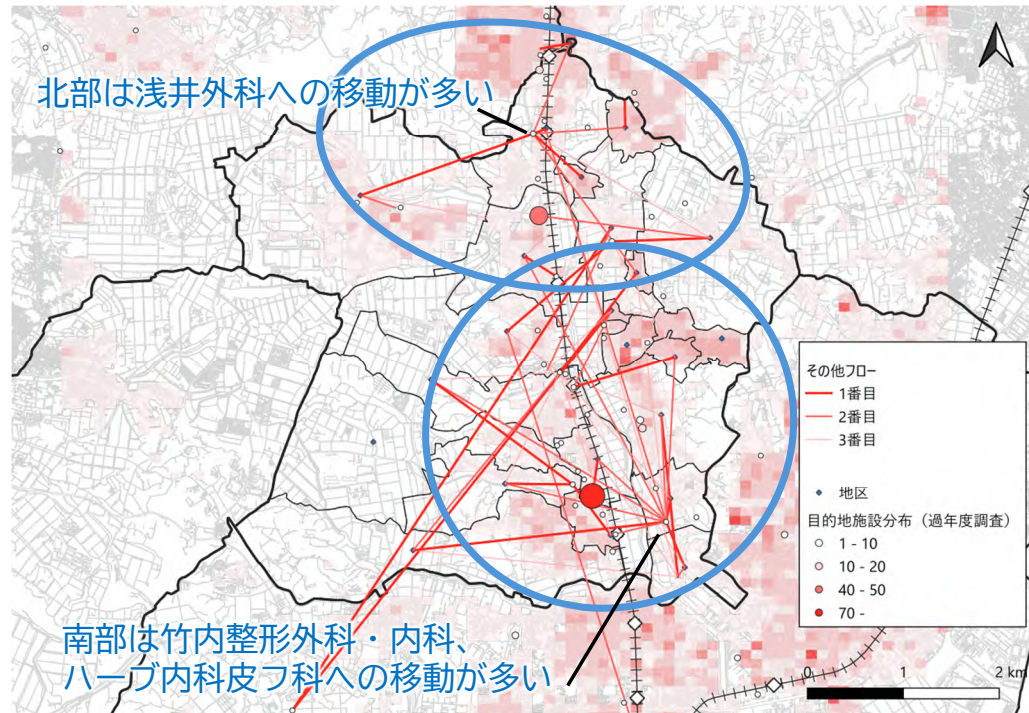 北部は浅井外科への移動が多い
その他フロー
1番目
2番目
3番目
地区
目的地施設分布（過年度調査）
1 - 10
10 - 20
40 - 50
70 -
南部は竹内整形外科・内科、
ハーブ内科皮フ科への移動が多い
0 1 2 km